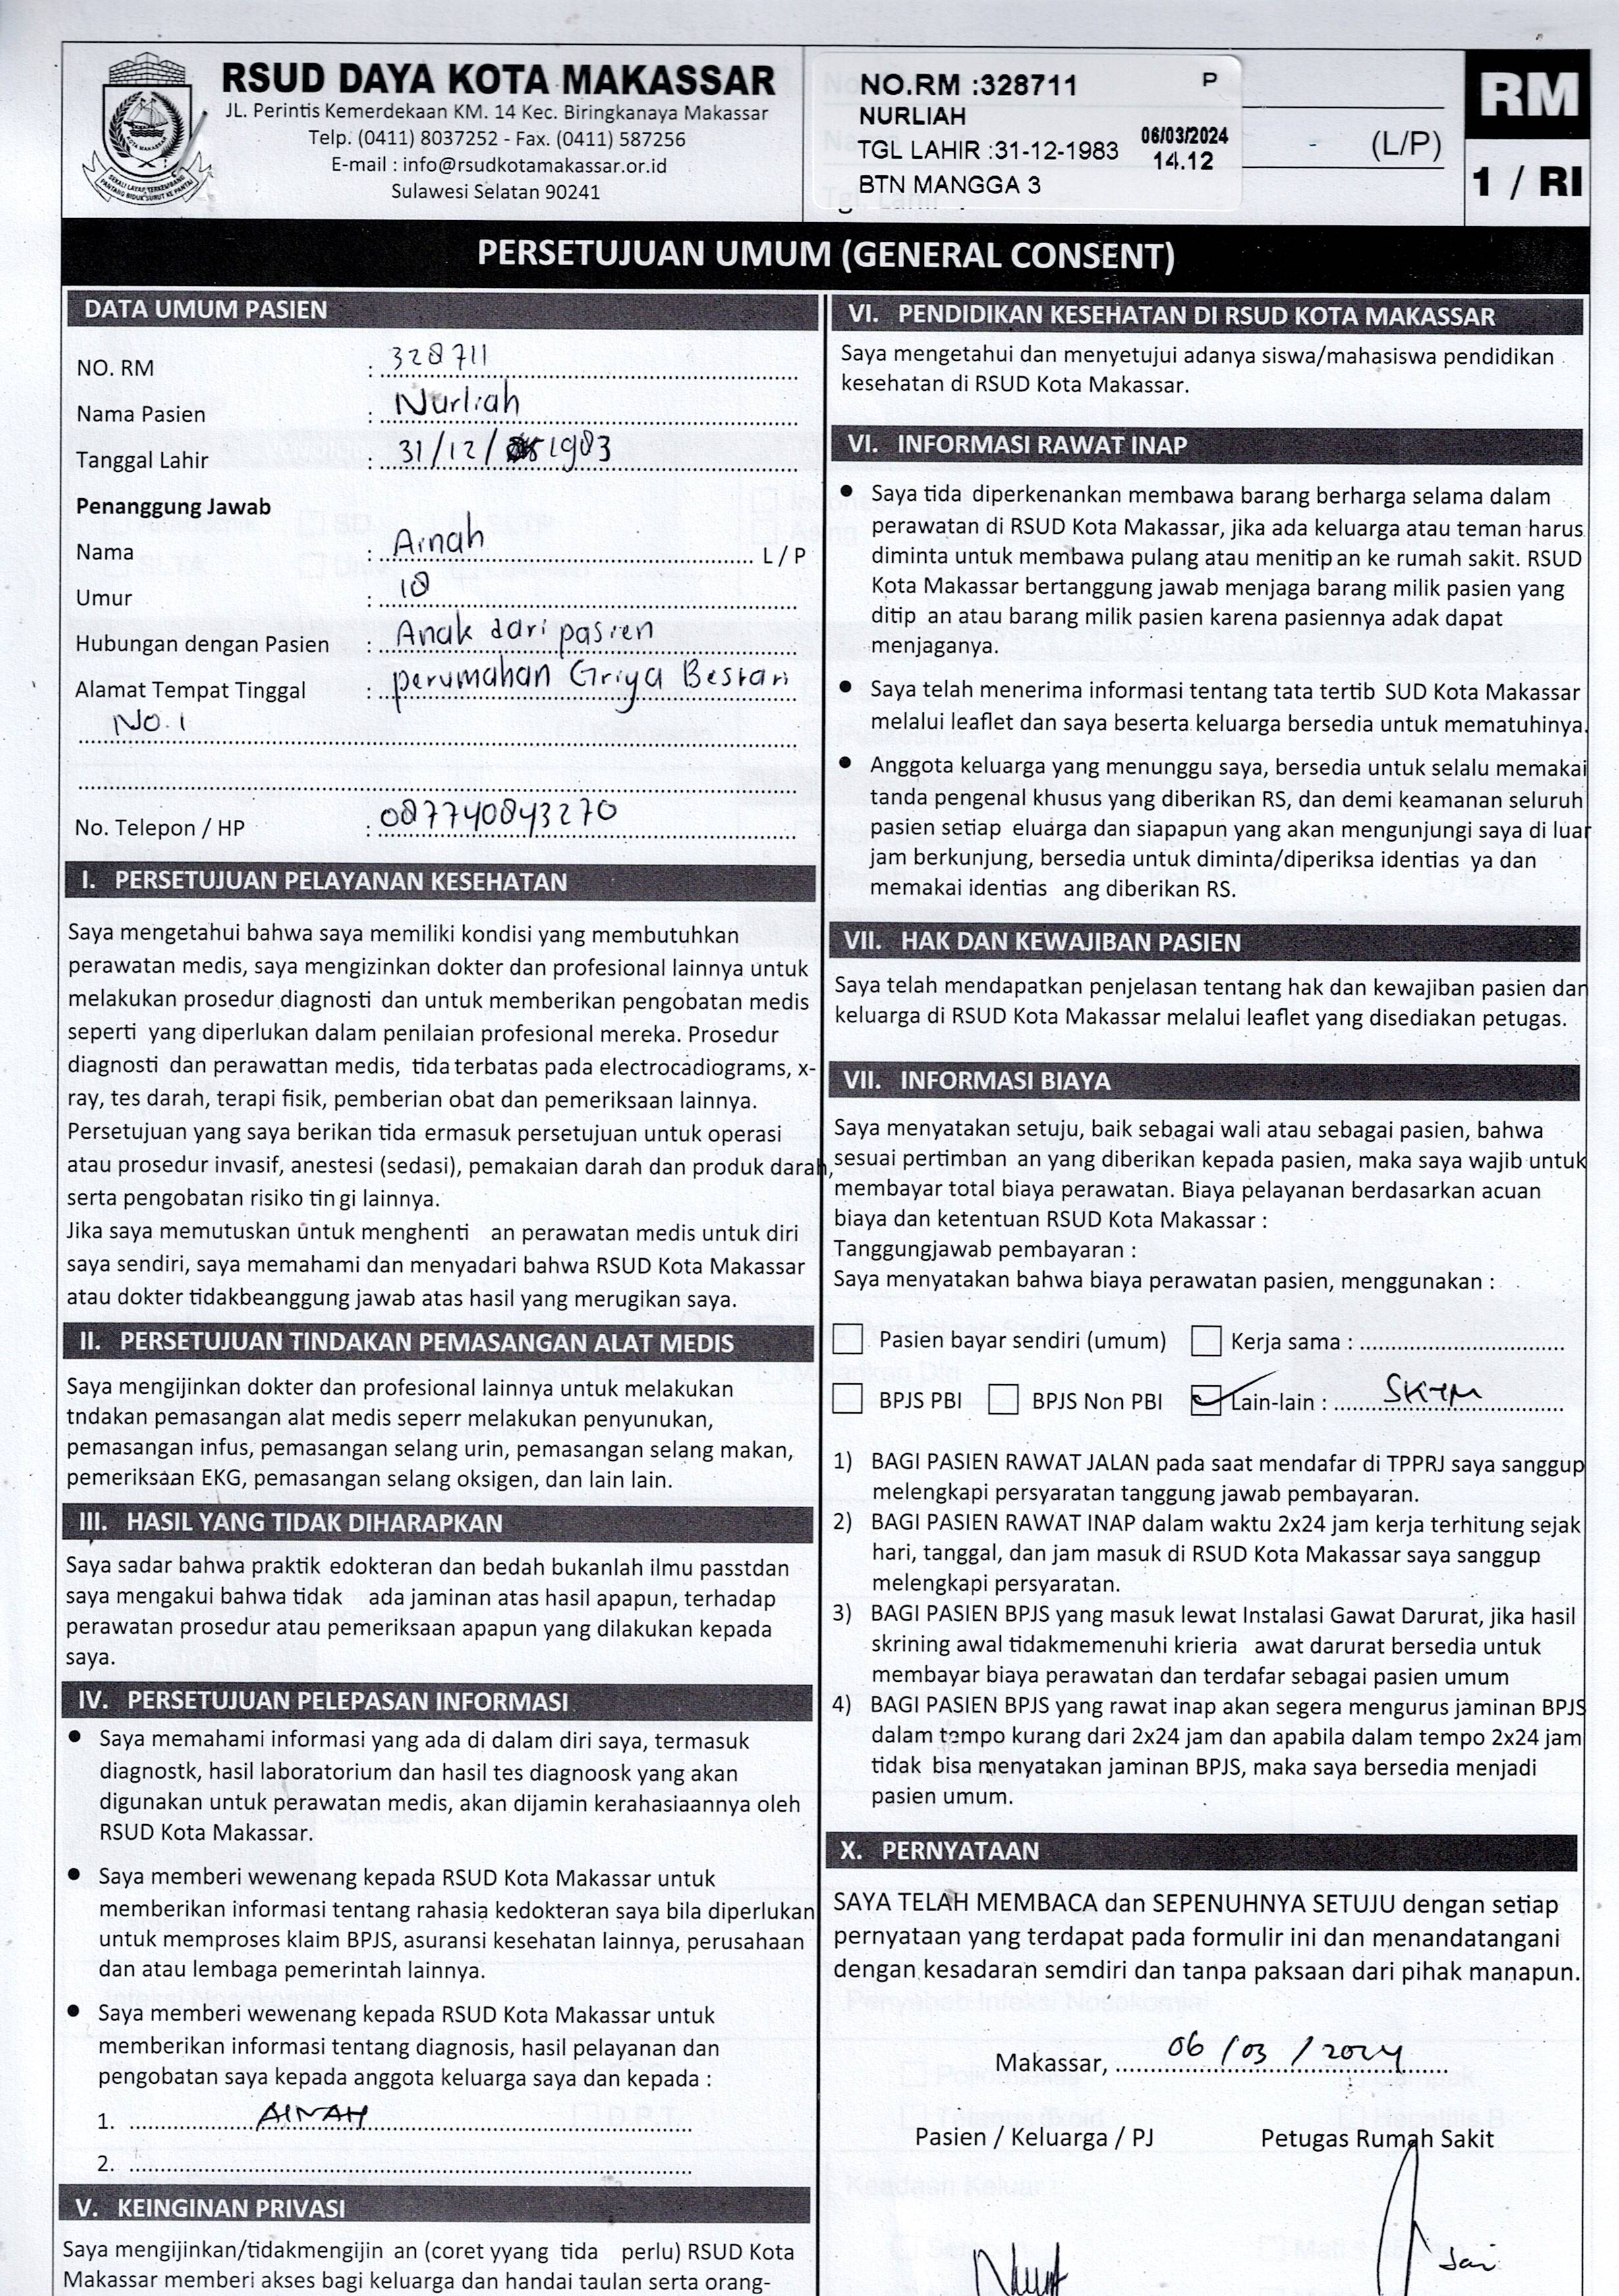 RSUD DAYA KOTA MAKASSAR
JL. Perintis Kemerdekaan KM. 14 Kec. Biringkanaya Makassar
Telp. (0411) 8037252 - Fax. (0411) 587256
E-mail : info@rsudkotamakassar.or.id
Sulawesi Selatan 90241
NO.RM :328711 P
NURLIAH
TGL LAHIR :31-12-1983 06/03/2024
14.12
BTN MANGGA 3
(L/P)
RM
1 / RI
PERSETUJUAN UMUM (GENERAL CONSENT)
DATA UMUM PASIEN
NO. RM : 328711
Nama Pasien : Nurliah
Tanggal Lahir : 31/12/ 1983
Penanggung Jawab
Nama : Ainah L / P
Umur : 18
Hubungan dengan Pasien : Anak dari pasien
Alamat Tempat Tinggal : perumahan Griya Bestari
No. 1
No. Telepon / HP : 087740843270
I. PERSETUJUAN PELAYANAN KESEHATAN
Saya mengetahui bahwa saya memiliki kondisi yang membutuhkan
perawatan medis, saya mengizinkan dokter dan profesional lainnya untuk
melakukan prosedur diagnosti dan untuk memberikan pengobatan medis
seperti yang diperlukan dalam penilaian profesional mereka. Prosedur
diagnosti dan perawattan medis, tida terbatas pada electrocadiograms, x-
ray, tes darah, terapi fisik, pemberian obat dan pemeriksaan lainnya.
Persetujuan yang saya berikan tida ermasuk persetujuan untuk operasi
atau prosedur invasif, anestesi (sedasi), pemakaian darah dan produk darah,
serta pengobatan risiko tin gi lainnya.
Jika saya memutuskan untuk menghenti an perawatan medis untuk diri
saya sendiri, saya memahami dan menyadari bahwa RSUD Kota Makassar
atau dokter tidakbeanggung jawab atas hasil yang merugikan saya.
II. PERSETUJUAN TINDAKAN PEMASANGAN ALAT MEDIS
Saya mengijinkan dokter dan profesional lainnya untuk melakukan
tndakan pemasangan alat medis seperr melakukan penyunukan,
pemasangan infus, pemasangan selang urin, pemasangan selang makan,
pemeriksaan EKG, pemasangan selang oksigen, dan lain lain.
III. HASIL YANG TIDAK DIHARAPKAN
Saya sadar bahwa praktik edokteran dan bedah bukanlah ilmu passtdan
saya mengakui bahwa tidak ada jaminan atas hasil apapun, terhadap
perawatan prosedur atau pemeriksaan apapun yang dilakukan kepada
saya.
IV. PERSETUJUAN PELEPASAN INFORMASI
● Saya memahami informasi yang ada di dalam diri saya, termasuk
diagnostk, hasil laboratorium dan hasil tes diagnoosk yang akan
digunakan untuk perawatan medis, akan dijamin kerahasiaannya oleh
RSUD Kota Makassar.
● Saya memberi wewenang kepada RSUD Kota Makassar untuk
memberikan informasi tentang rahasia kedokteran saya bila diperlukan
untuk memproses klaim BPJS, asuransi kesehatan lainnya, perusahaan
dan atau lembaga pemerintah lainnya.
● Saya memberi wewenang kepada RSUD Kota Makassar untuk
memberikan informasi tentang diagnosis, hasil pelayanan dan
pengobatan saya kepada anggota keluarga saya dan kepada :
1. AINAH
2.
V. KEINGINAN PRIVASI
Saya mengijinkan/tidakmengijin an (coret yyang tida perlu) RSUD Kota
Makassar memberi akses bagi keluarga dan handai taulan serta orang-
VI. PENDIDIKAN KESEHATAN DI RSUD KOTA MAKASSAR
Saya mengetahui dan menyetujui adanya siswa/mahasiswa pendidikan
kesehatan di RSUD Kota Makassar.
VI. INFORMASI RAWAT INAP
● Saya tida diperkenankan membawa barang berharga selama dalam
perawatan di RSUD Kota Makassar, jika ada keluarga atau teman harus
diminta untuk membawa pulang atau menitip an ke rumah sakit. RSUD
Kota Makassar bertanggung jawab menjaga barang milik pasien yang
ditip an atau barang milik pasien karena pasiennya adak dapat
menjaganya.
● Saya telah menerima informasi tentang tata tertib SUD Kota Makassar
melalui leaflet dan saya beserta keluarga bersedia untuk mematuhinya.
● Anggota keluarga yang menunggu saya, bersedia untuk selalu memakai
tanda pengenal khusus yang diberikan RS, dan demi keamanan seluruh
pasien setiap eluarga dan siapapun yang akan mengunjungi saya di luar
jam berkunjung, bersedia untuk diminta/diperiksa identias ya dan
memakai identias ang diberikan RS.
VII. HAK DAN KEWAJIBAN PASIEN
Saya telah mendapatkan penjelasan tentang hak dan kewajiban pasien dan
keluarga di RSUD Kota Makassar melalui leaflet yang disediakan petugas.
VII. INFORMASI BIAYA
Saya menyatakan setuju, baik sebagai wali atau sebagai pasien, bahwa
sesuai pertimban an yang diberikan kepada pasien, maka saya wajib untuk
membayar total biaya perawatan. Biaya pelayanan berdasarkan acuan
biaya dan ketentuan RSUD Kota Makassar :
Tanggungjawab pembayaran :
Saya menyatakan bahwa biaya perawatan pasien, menggunakan :
Pasien bayar sendiri (umum) Kerja sama :
BPJS PBI BPJS Non PBI Lain-lain : SKTM
1) BAGI PASIEN RAWAT JALAN pada saat mendafar di TPPRJ saya sanggup
melengkapi persyaratan tanggung jawab pembayaran.
2) BAGI PASIEN RAWAT INAP dalam waktu 2x24 jam kerja terhitung sejak
hari, tanggal, dan jam masuk di RSUD Kota Makassar saya sanggup
melengkapi persyaratan.
3) BAGI PASIEN BPJS yang masuk lewat Instalasi Gawat Darurat, jika hasil
skrining awal tidakmemenuhi krieria awat darurat bersedia untuk
membayar biaya perawatan dan terdafar sebagai pasien umum
4) BAGI PASIEN BPJS yang rawat inap akan segera mengurus jaminan BPJS
dalam tempo kurang dari 2x24 jam dan apabila dalam tempo 2x24 jam
tidak bisa menyatakan jaminan BPJS, maka saya bersedia menjadi
pasien umum.
X. PERNYATAAN
SAYA TELAH MEMBACA dan SEPENUHNYA SETUJU dengan setiap
pernyataan yang terdapat pada formulir ini dan menandatangani
dengan kesadaran semdiri dan tanpa paksaan dari pihak manapun.
Makassar, 06 / 03 / 2024
Pasien / Keluarga / PJ Petugas Rumah Sakit